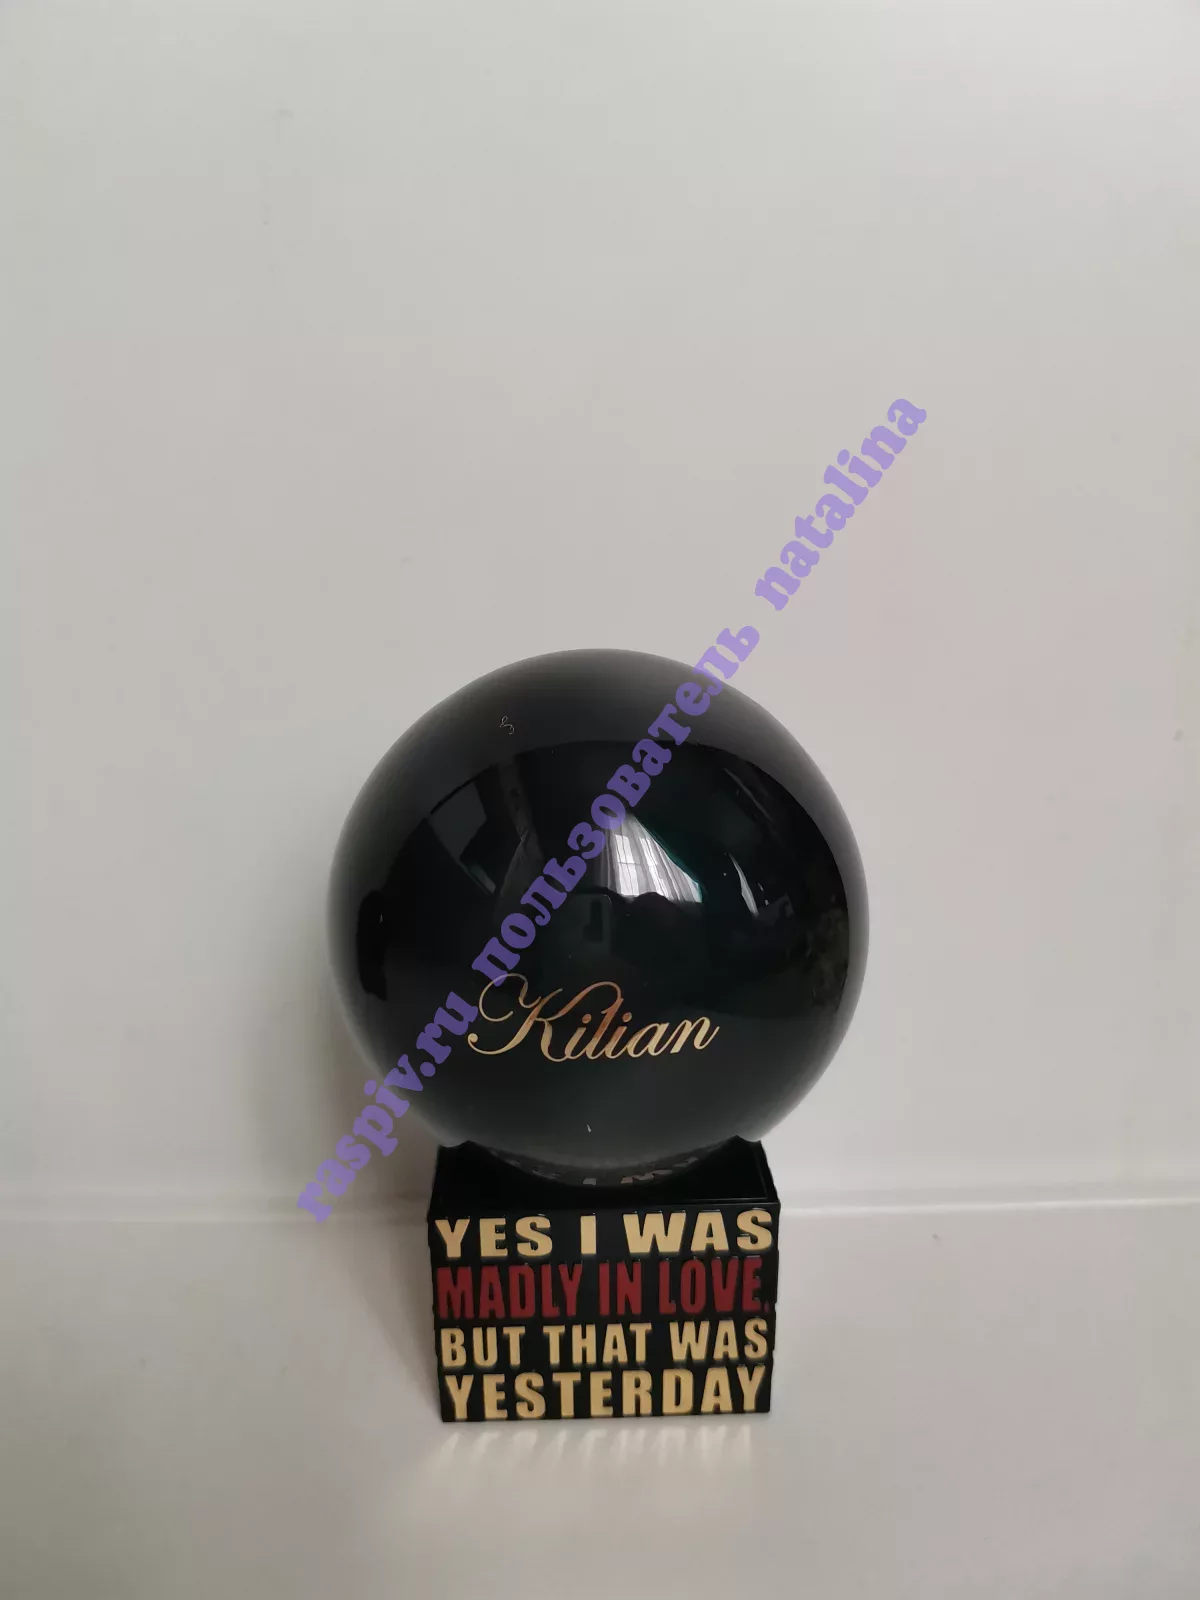 raspiv.ru пользователь natalina
Kilian
YES I WAS
MADLY IN LOVE.
BUT THAT WAS
YESTERDAY